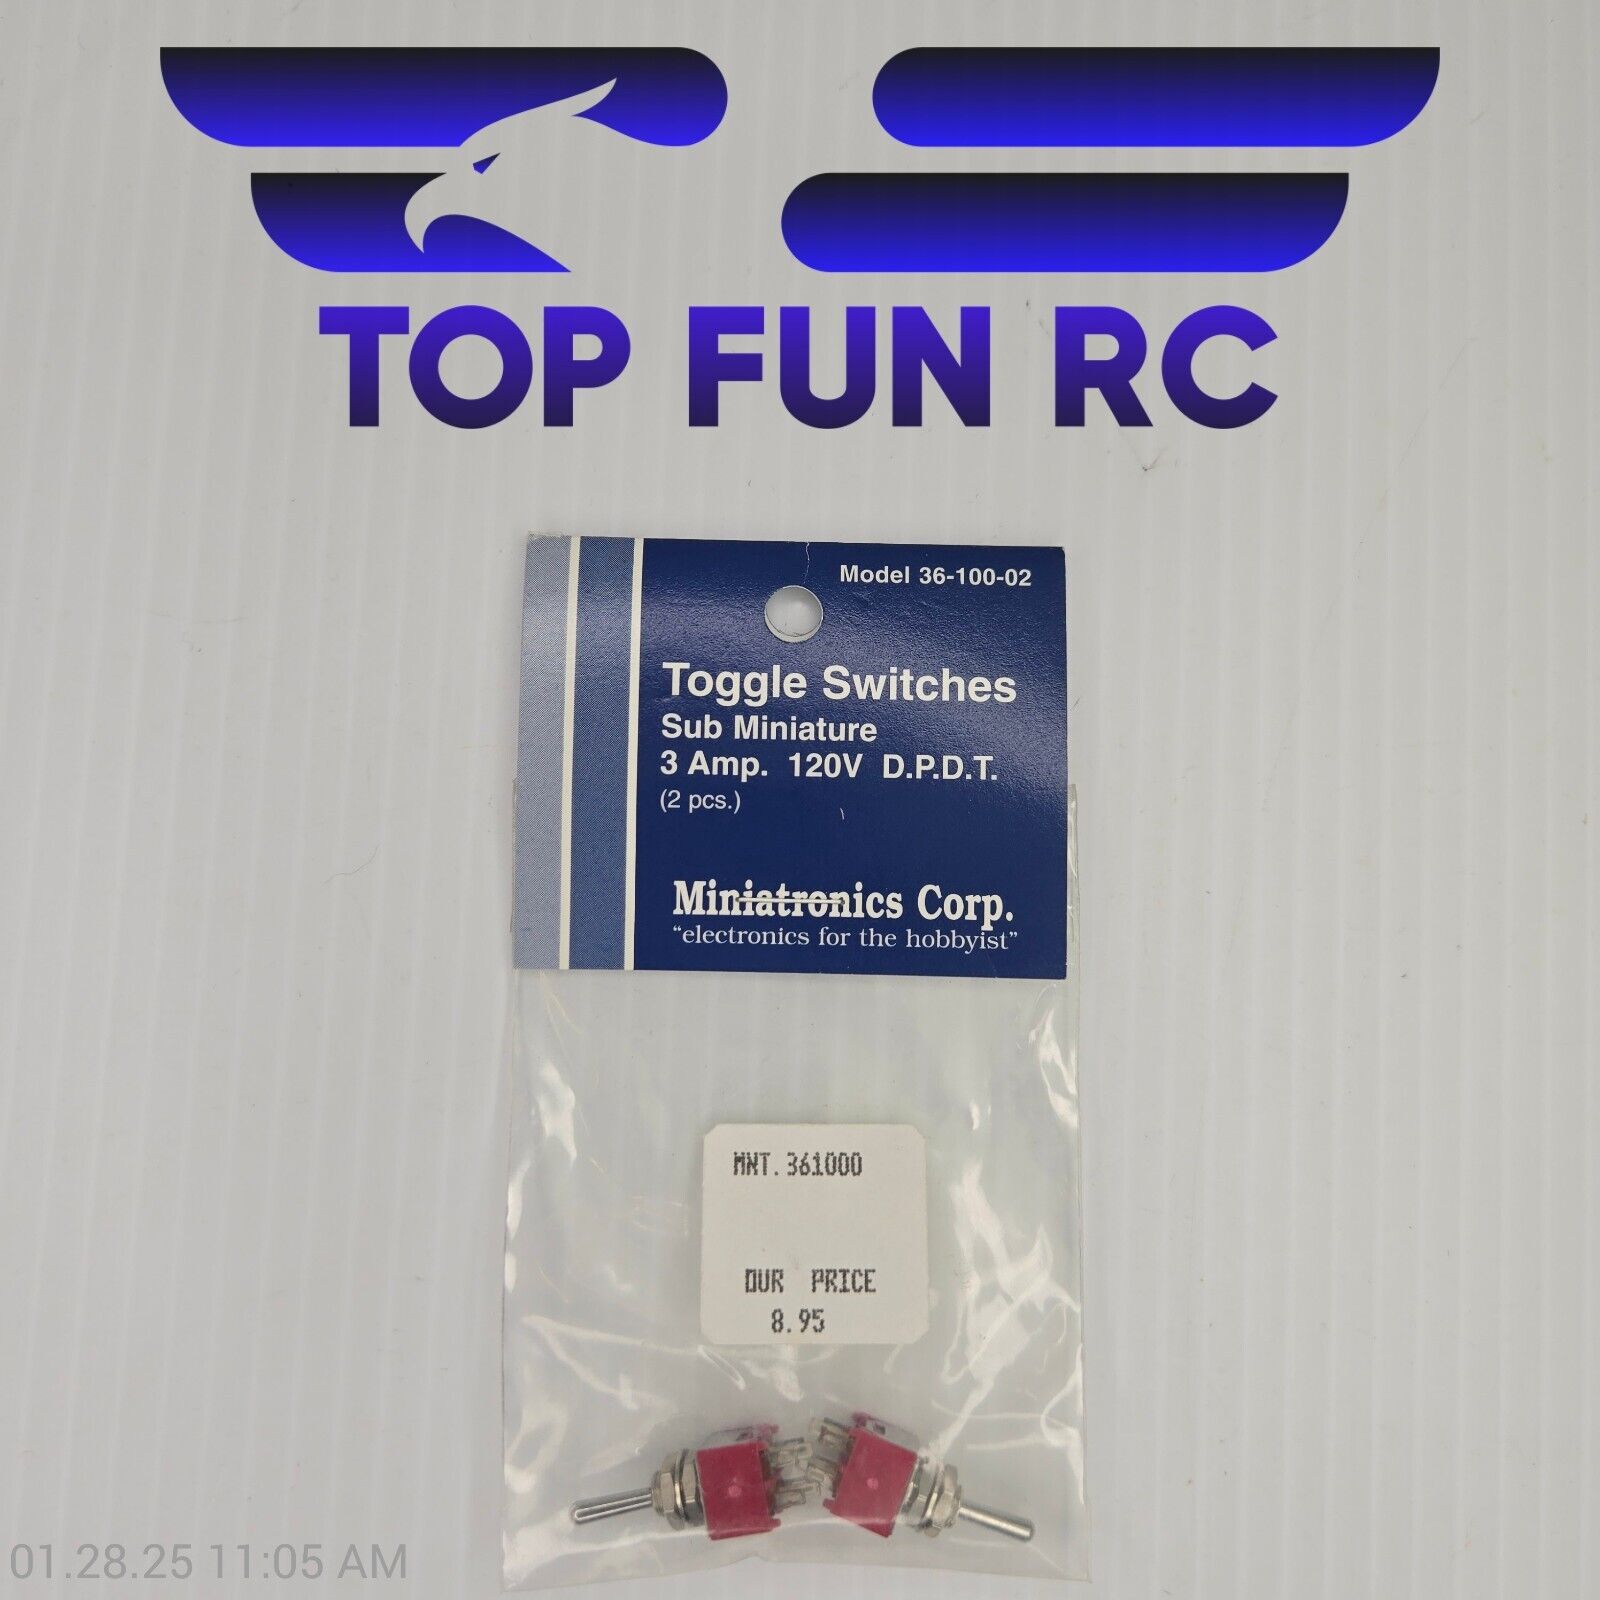 TOP FUN RC
Model 36-100-02
Toggle Switches
Sub Miniature
3 Amp. 120V D.P.D.T.
(2 pcs.)
Miniatronics Corp.
"electronics for the hobbyist"
MNT.361000
OUR PRICE
8.95
01.28.25 11:05 AM